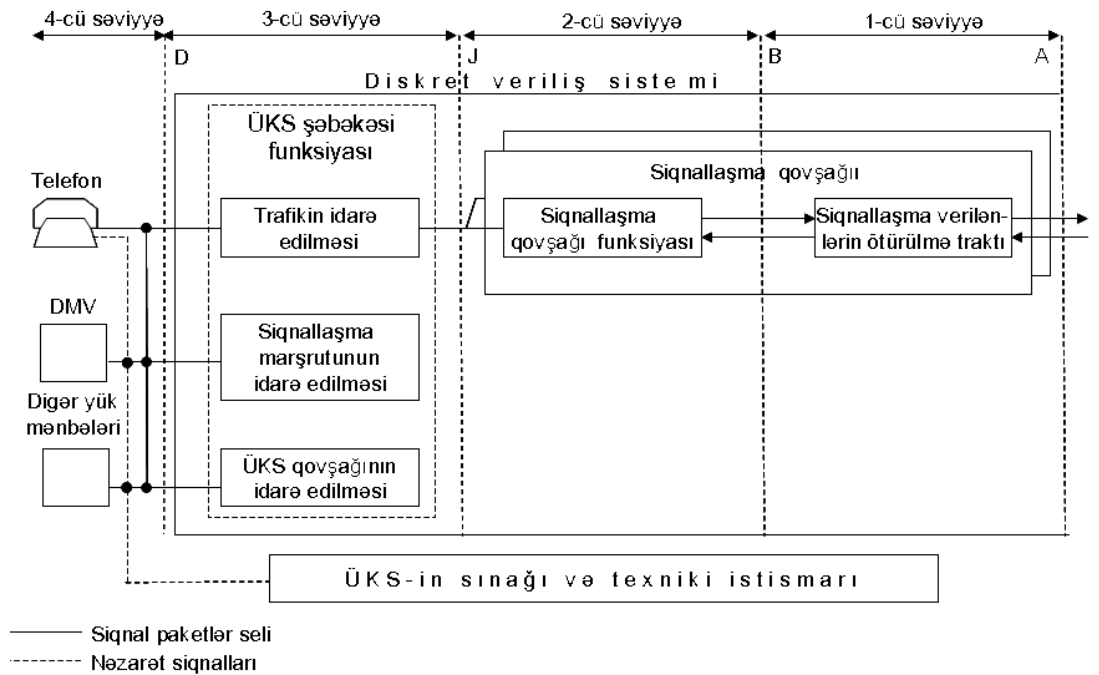 4-cü səviyyə
3-cü səviyyə
2-cü səviyyə
1-cü səviyyə
D
J
B
A
Diskret veriliş sistemi
ÜKS şəbəkəsi
funksiyası
Siqnallaşma qovşağıı
Telefon
Trafikin idarə
edilməsi
Siqnallaşma
qovşağı funksiyası
Siqnallaşma verilən-
lərin ötürülmə traktı
DMV
Siqnallaşma
marşrutunun
idarə edilməsi
Digər yük
mənbələri
ÜKS qovşağının
idarə edilməsi
ÜKS-in sınağı və texniki istismarı
Siqnal paketlər seli
Nəzarət siqnalları